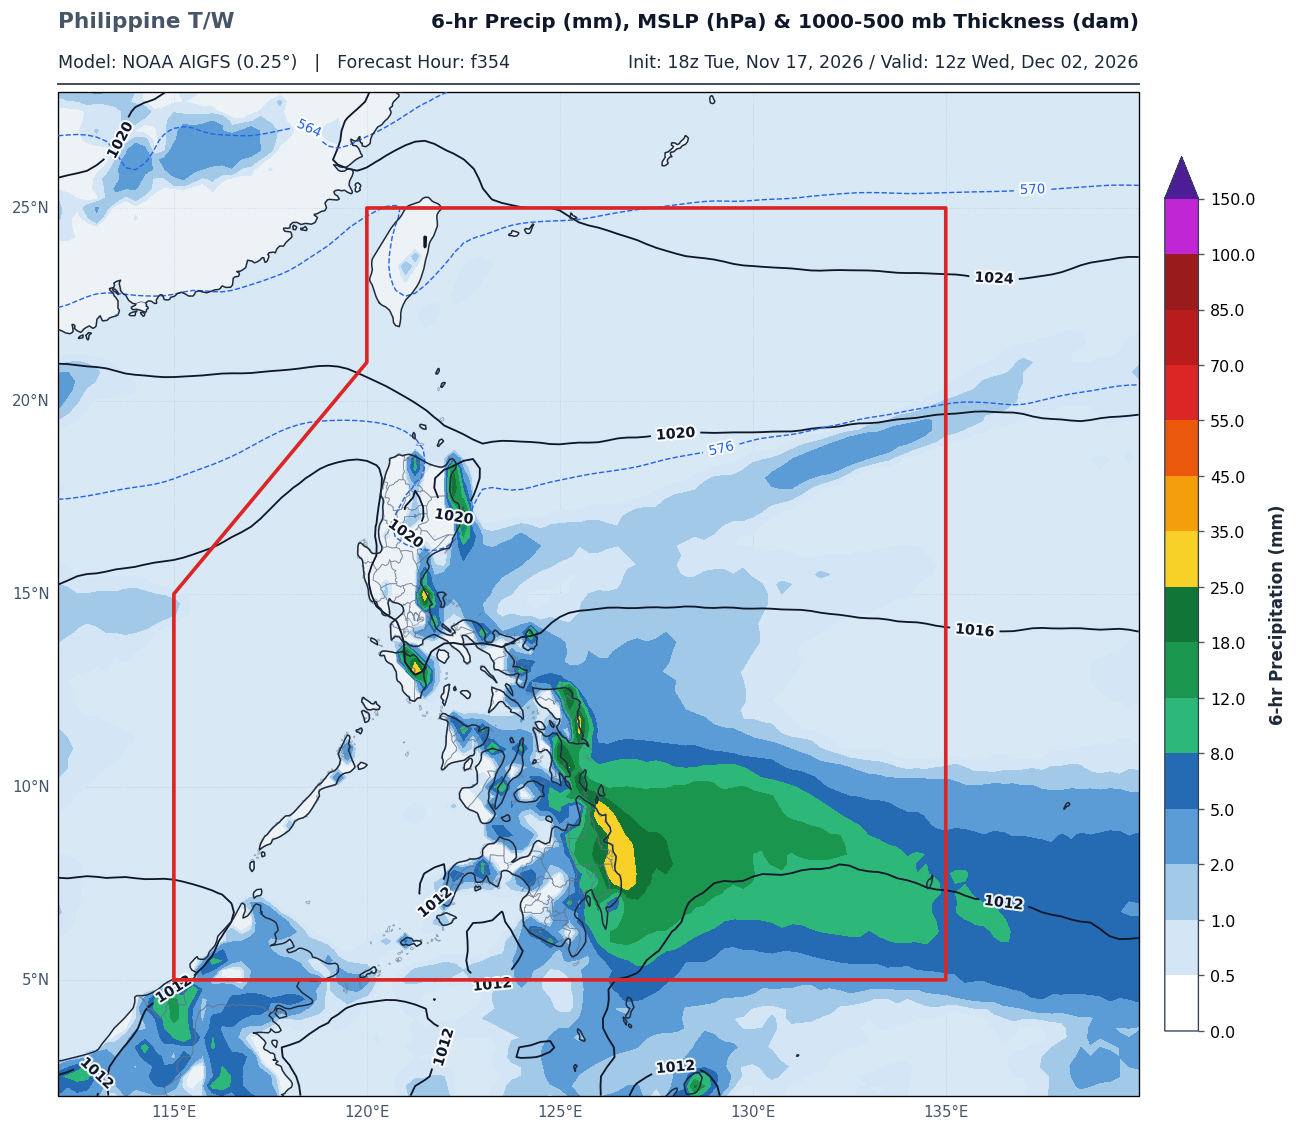 Philippine T/W
6-hr Precip (mm), MSLP (hPa) & 1000-500 mb Thickness (dam)
Model: NOAA AIGFS (0.25°) | Forecast Hour: f354
Init: 18z Tue, Nov 17, 2026 / Valid: 12z Wed, Dec 02, 2026
1020
564
570
1024
1020
576
1020
1020
1016
1012
1012
1012
1012
1012
1012
1012
25°N
20°N
15°N
10°N
5°N
115°E
120°E
125°E
130°E
135°E
150.0
100.0
85.0
70.0
55.0
45.0
35.0
25.0
18.0
12.0
8.0
5.0
2.0
1.0
0.5
0.0
6-hr Precipitation (mm)